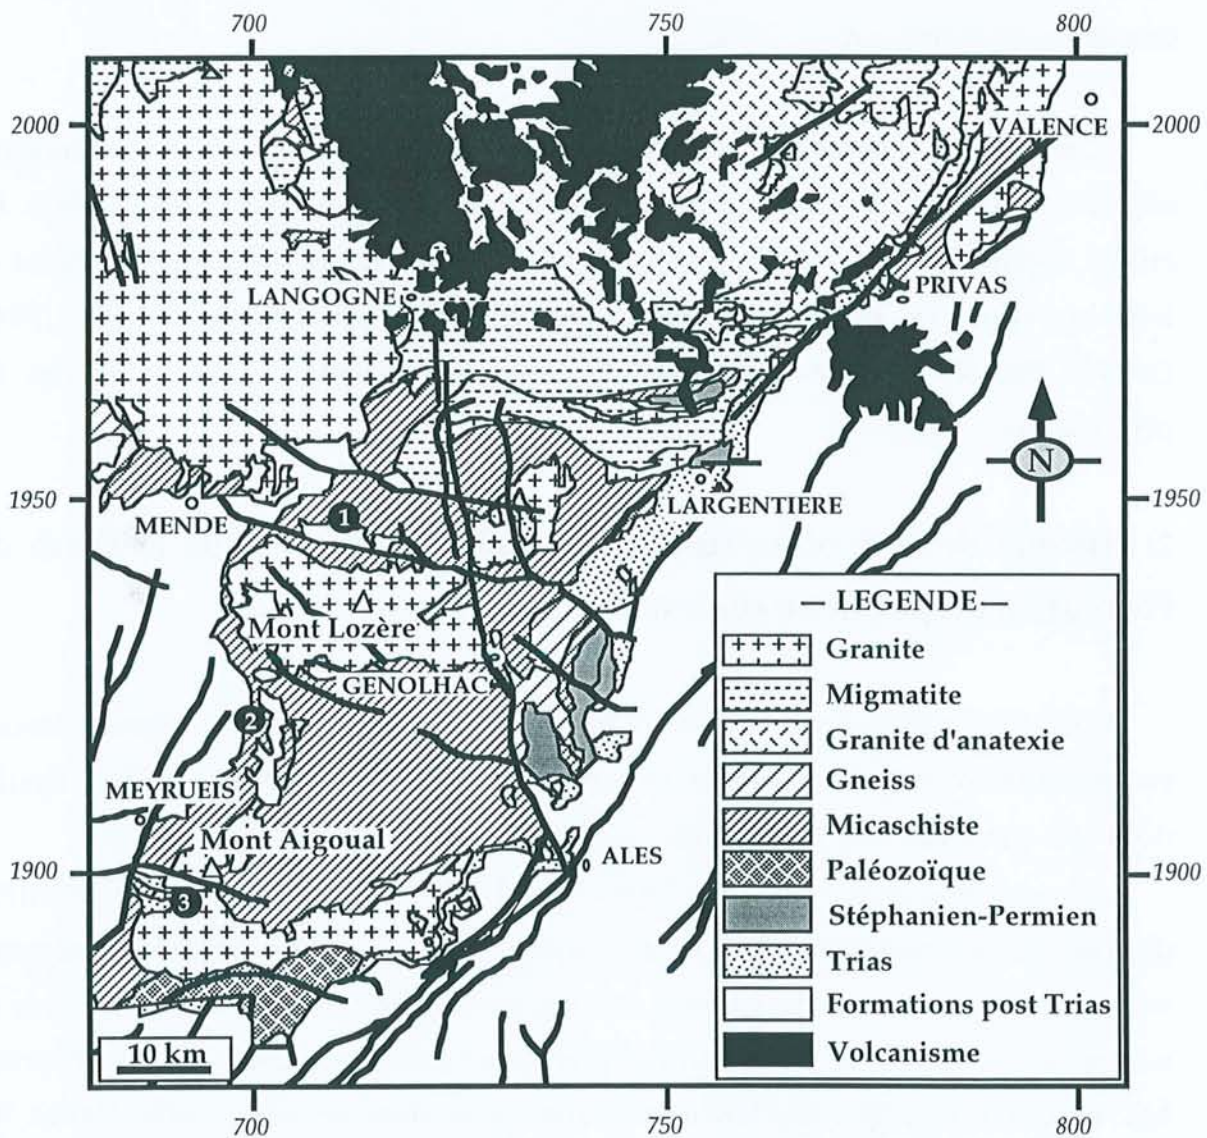 700 750 800
2000 VALENCE 2000
LANGOGNE
PRIVAS
N
1950 1950
MENDE 1 LARGENTIERE
Mont Lozère
GENOLHAC
2
MEYRUEIS
Mont Aigoual
ALES
1900 1900
3
10 km
— LEGENDE —
Granite
Migmatite
Granite d'anatexie
Gneiss
Micaschiste
Paléozoïque
Stéphanien-Permien
Trias
Formations post Trias
Volcanisme
700 750 800